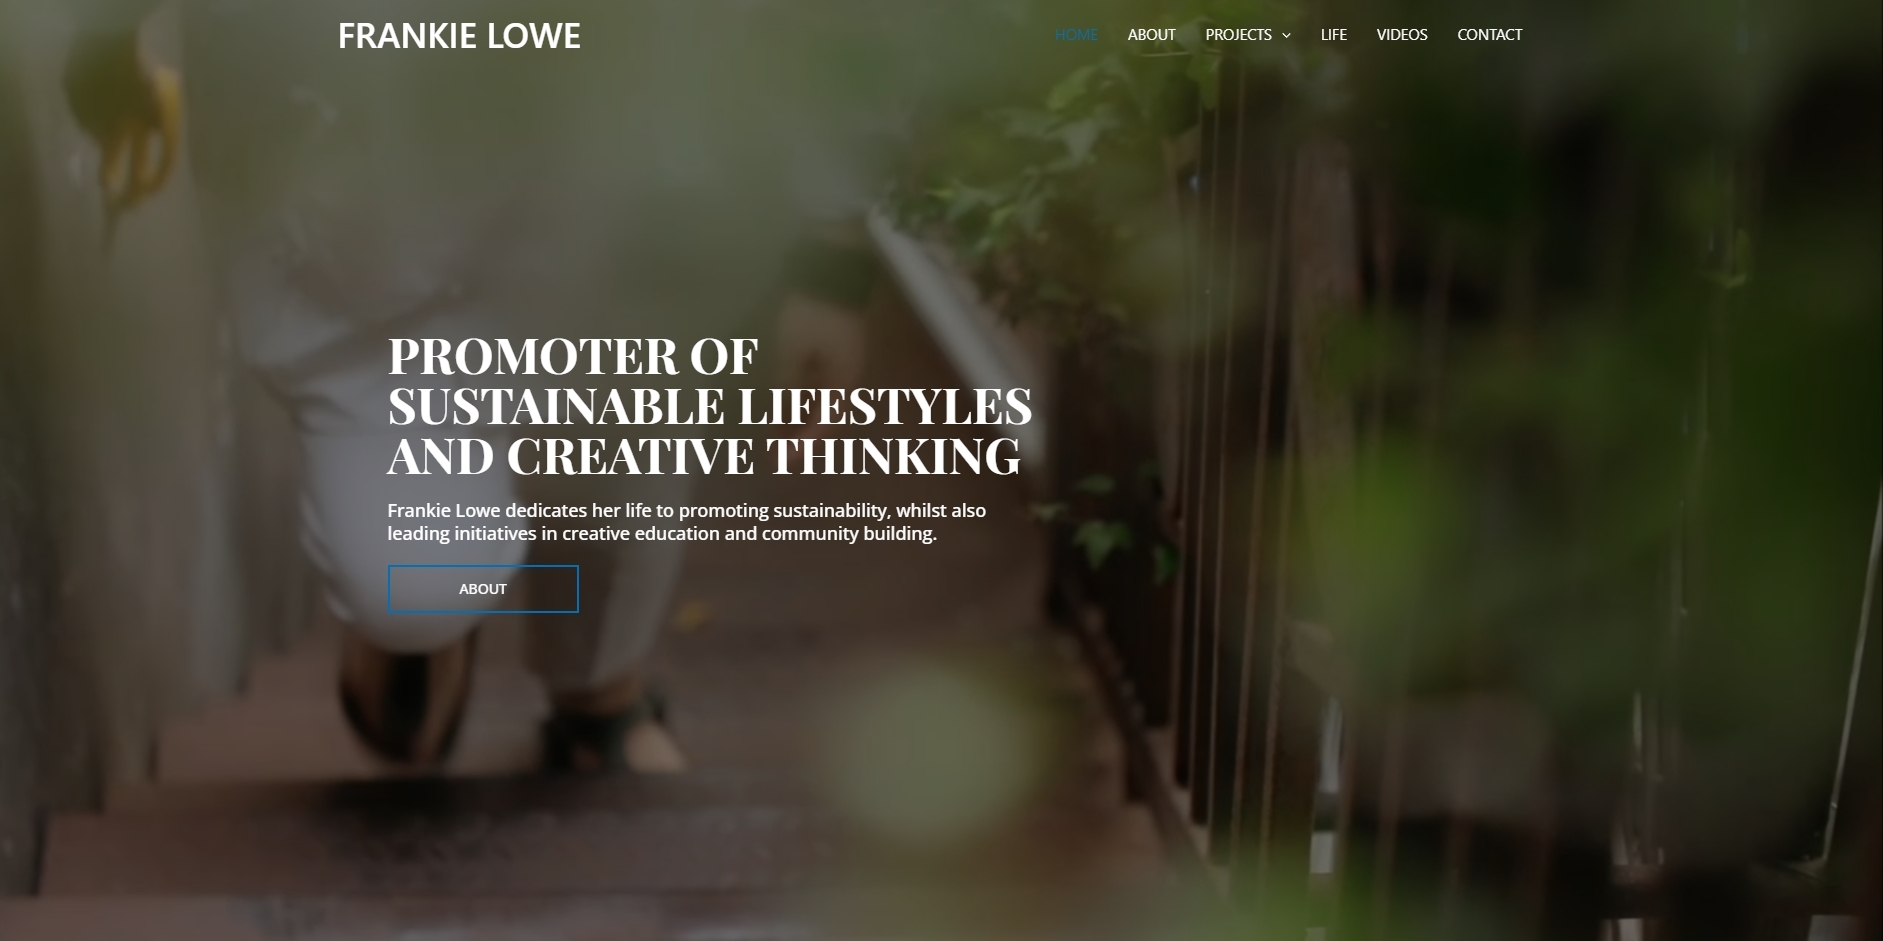 FRANKIE LOWE
HOME ABOUT PROJECTS LIFE VIDEOS CONTACT
PROMOTER OF
SUSTAINABLE LIFESTYLES
AND CREATIVE THINKING
Frankie Lowe dedicates her life to promoting sustainability, whilst also
leading initiatives in creative education and community building.
ABOUT